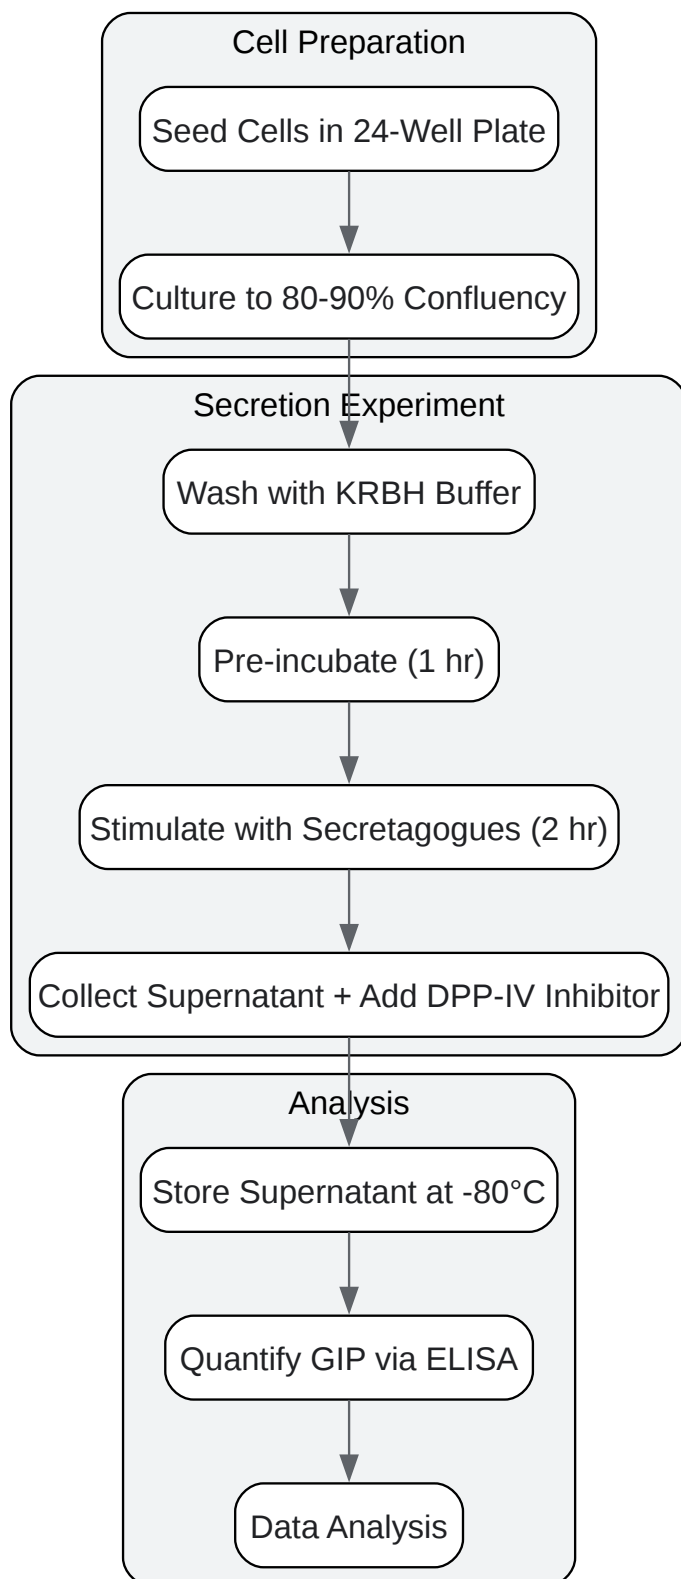 Cell Preparation
Seed Cells in 24-Well Plate
Culture to 80-90% Confluency
Secretion Experiment
Wash with KRBH Buffer
Pre-incubate (1 hr)
Stimulate with Secretagogues (2 hr)
Collect Supernatant + Add DPP-IV Inhibitor
Analysis
Store Supernatant at -80°C
Quantify GIP via ELISA
Data Analysis